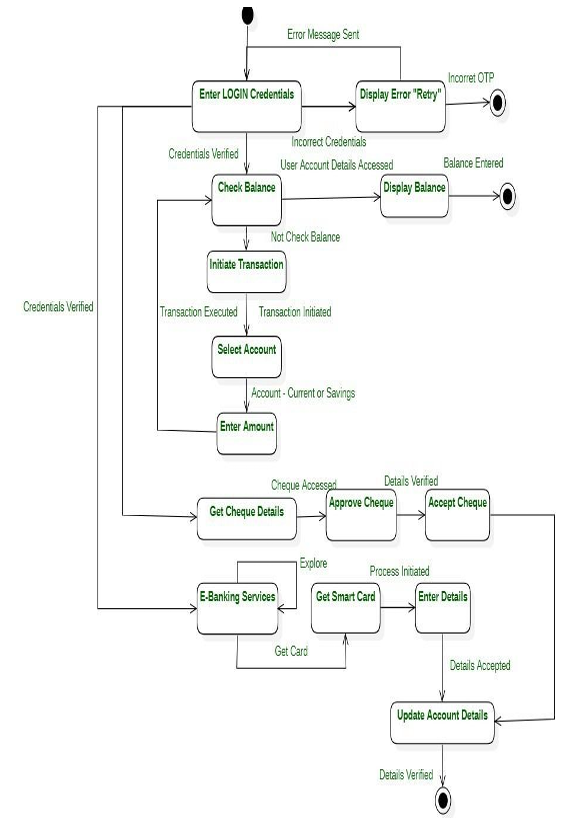 Error Message Sent
Enter LOGIN Credentials
Display Error "Retry"
Incorret OTP
Incorrect Credentials
Credentials Verified
User Account Details Accessed
Balance Entered
Check Balance
Display Balance
Not Check Balance
Initiate Transaction
Credentials Verified
Transaction Executed
Transaction Initiated
Select Account
Account - Current or Savings
Enter Amount
Cheque Accessed
Details Verified
Get Cheque Details
Approve Cheque
Accept Cheque
Explore
Process Initiated
E-Banking Services
Get Smart Card
Enter Details
Get Card
Details Accepted
Update Account Details
Details Verified